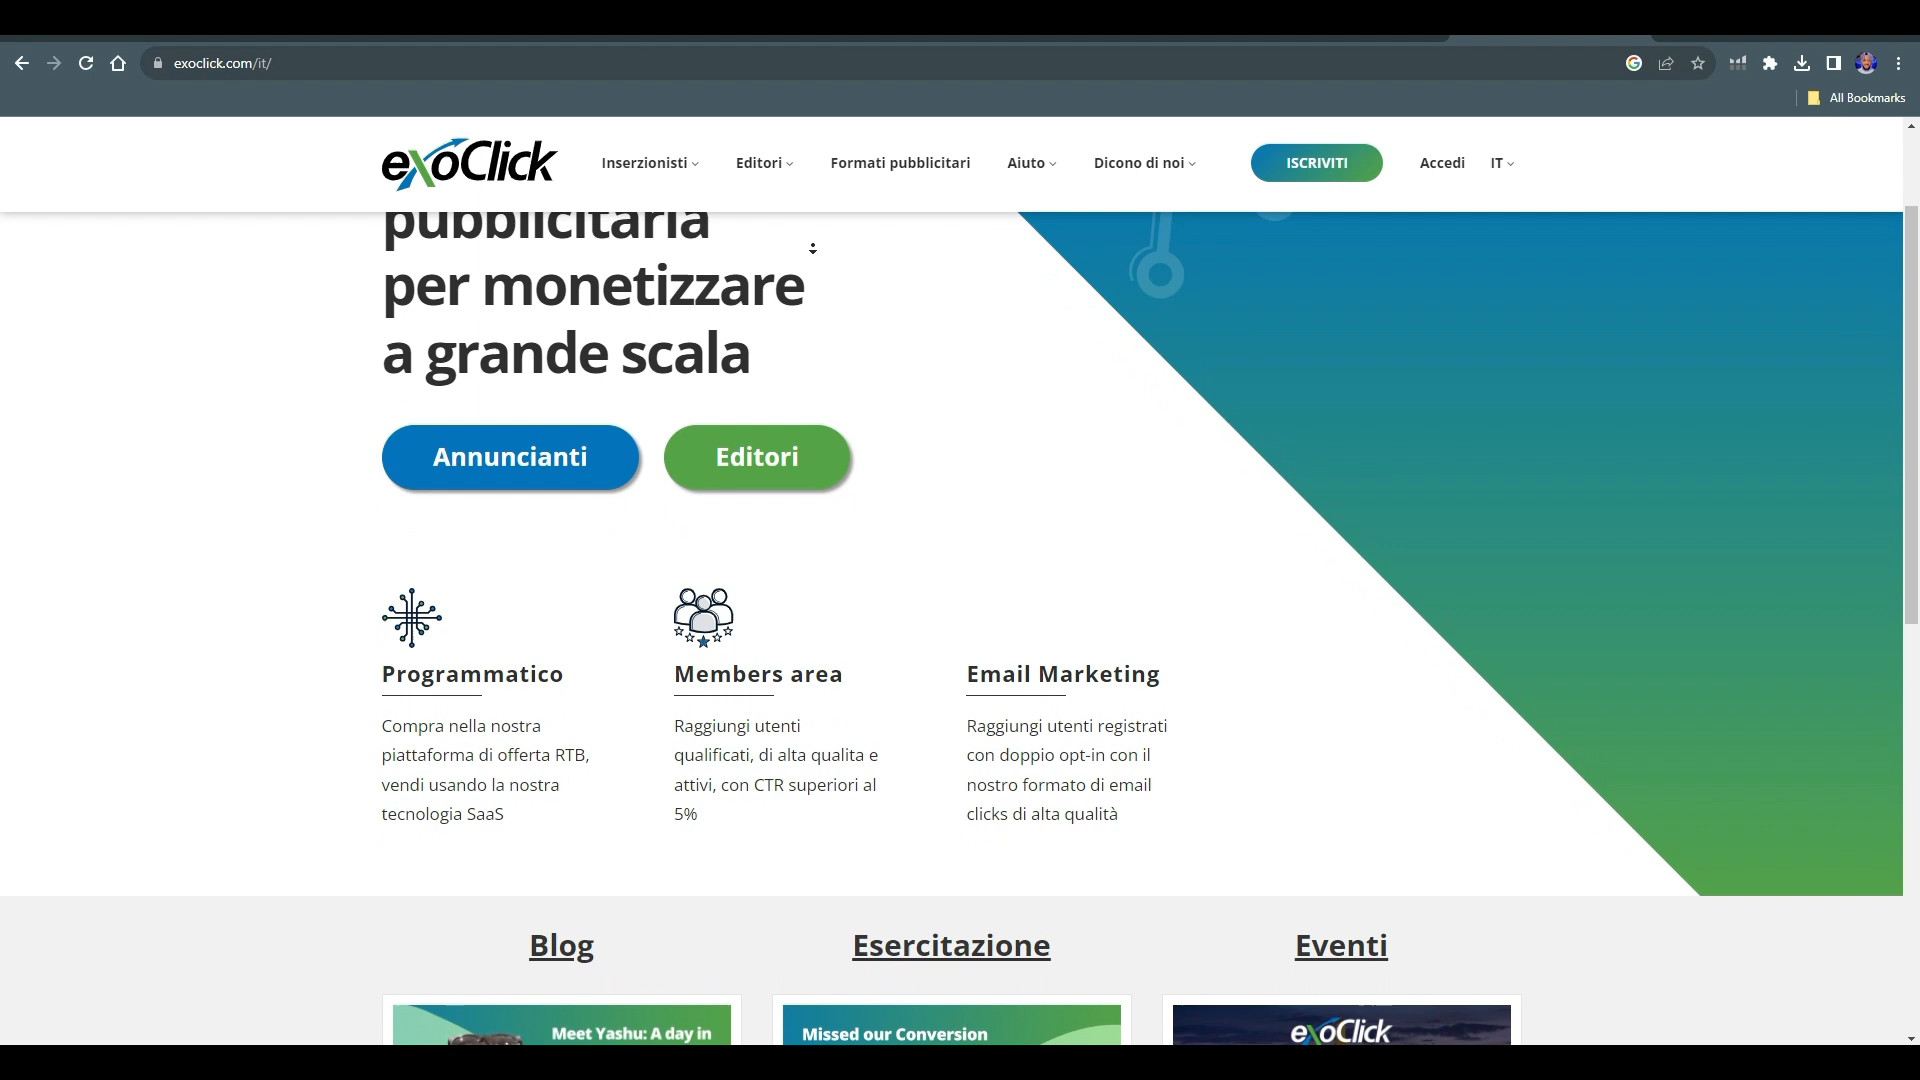 exoclick.com/it/
All Bookmarks
exoClick
Inserzionisti
Editori
Formati pubblicitari
Aiuto
Dicono di noi
ISCRIVITI
Accedi
IT
pubblicitaria
per monetizzare
a grande scala
Annuncianti
Editori
Programmatico
Compra nella nostra
piattaforma di offerta RTB,
vendi usando la nostra
tecnologia SaaS
Members area
Raggiungi utenti
qualificati, di alta qualita e
attivi, con CTR superiori al
5%
Email Marketing
Raggiungi utenti registrati
con doppio opt-in con il
nostro formato di email
clicks di alta qualità
Blog
Esercitazione
Eventi
Meet Yashu: A day in
Missed our Conversion
exoClick